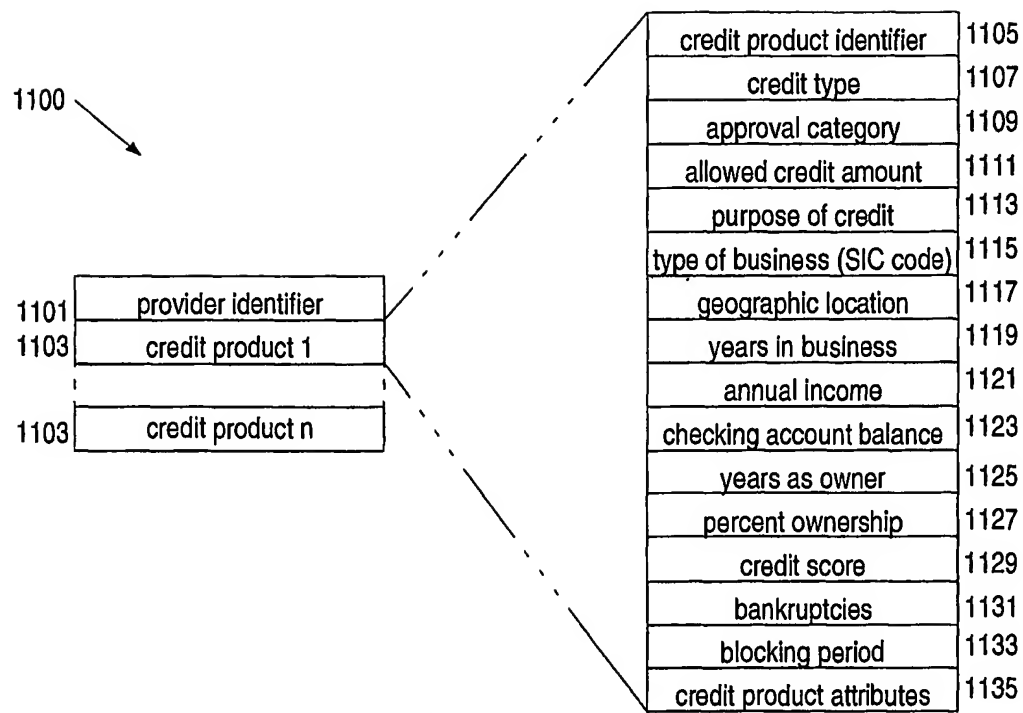 1100
1101 provider identifier
1103 credit product 1
1103 credit product n
credit product identifier 1105
credit type 1107
approval category 1109
allowed credit amount 1111
purpose of credit 1113
type of business (SIC code) 1115
geographic location 1117
years in business 1119
annual income 1121
checking account balance 1123
years as owner 1125
percent ownership 1127
credit score 1129
bankruptcies 1131
blocking period 1133
credit product attributes 1135